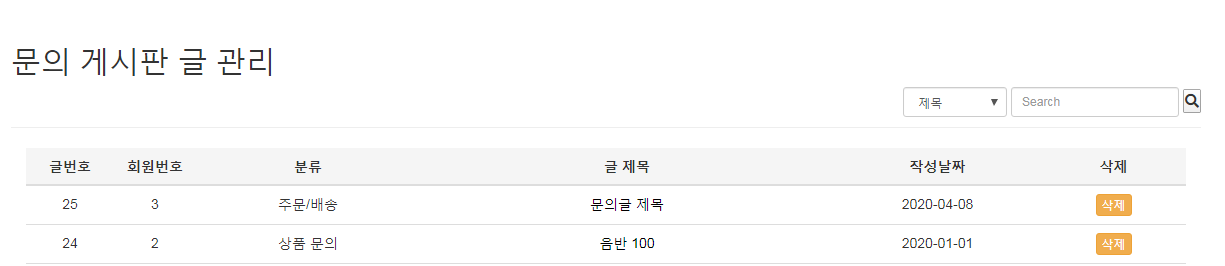 문의 게시판 글 관리
제목 ▼ Search
글번호 회원번호 분류 글 제목 작성날짜 삭제
25 3 주문/배송 문의글 제목 2020-04-08 삭제
24 2 상품 문의 음반 100 2020-01-01 삭제